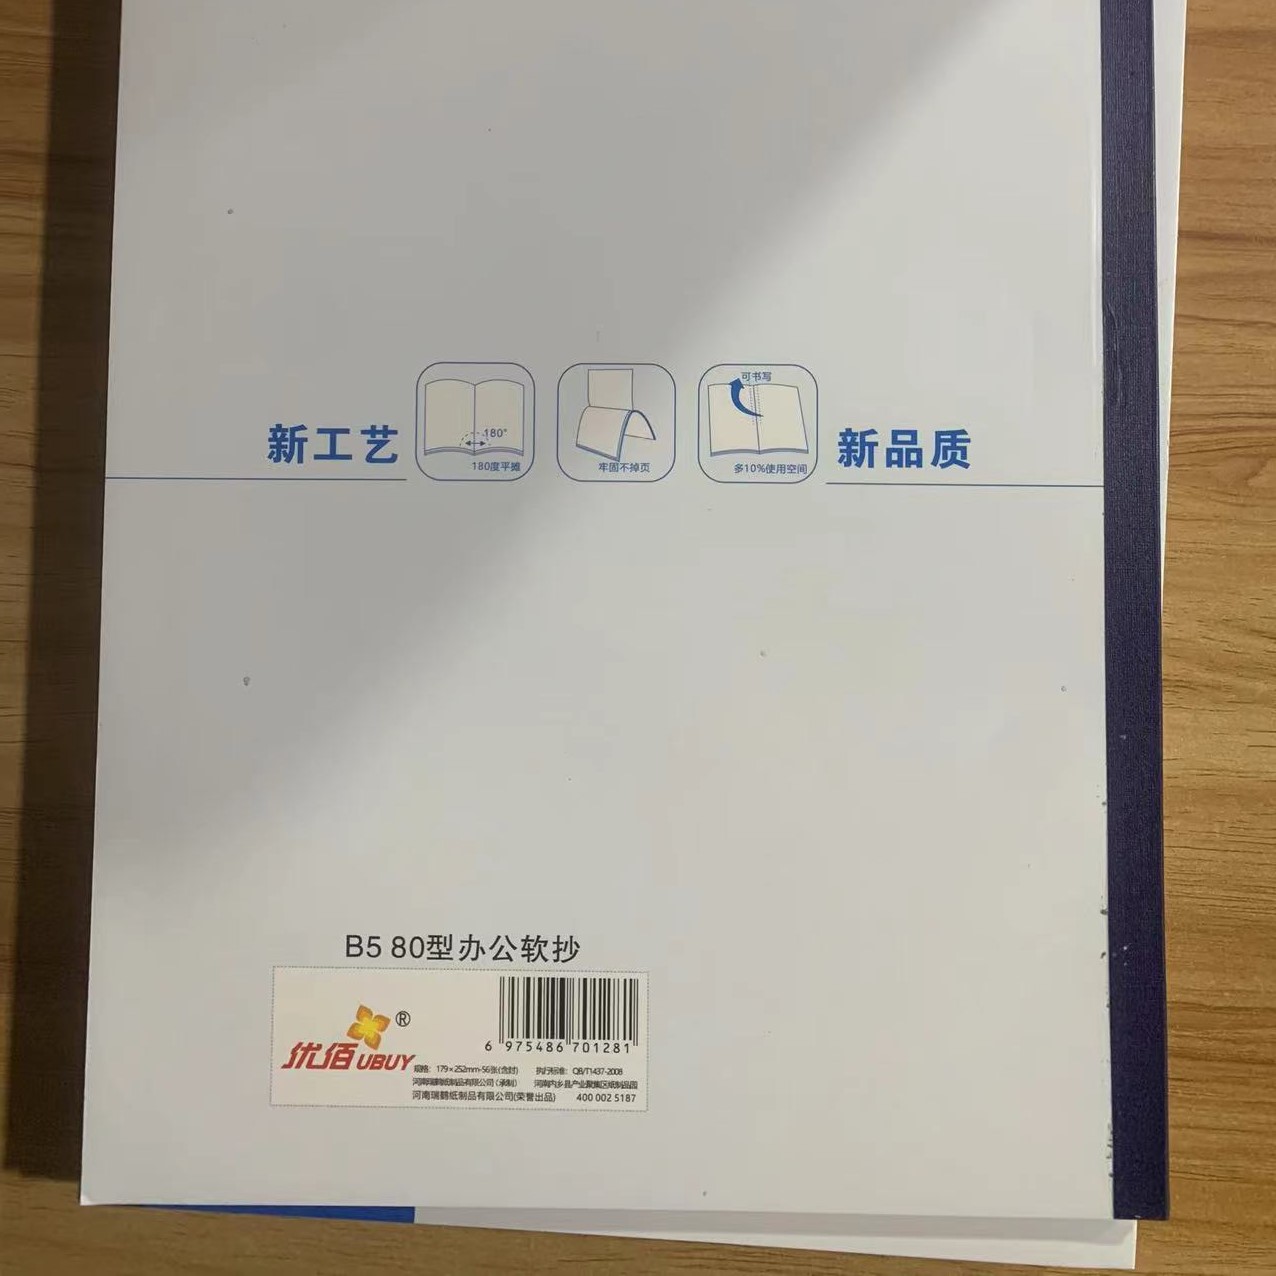 可书写
新工艺
180°
180度平摊
牢固不掉页
多10%使用空间
新品质
B5 80型办公软抄
®
优佰 UBUY
6 975486 701281
规格：179×252mm-56张(含封) 执行标准：QB/T1437-2008
河南瑞鹤纸制品有限公司(承制) 河南内乡县产业聚集区纸制品园
河南瑞鹤纸制品有限公司(荣誉出品) 400 002 5187